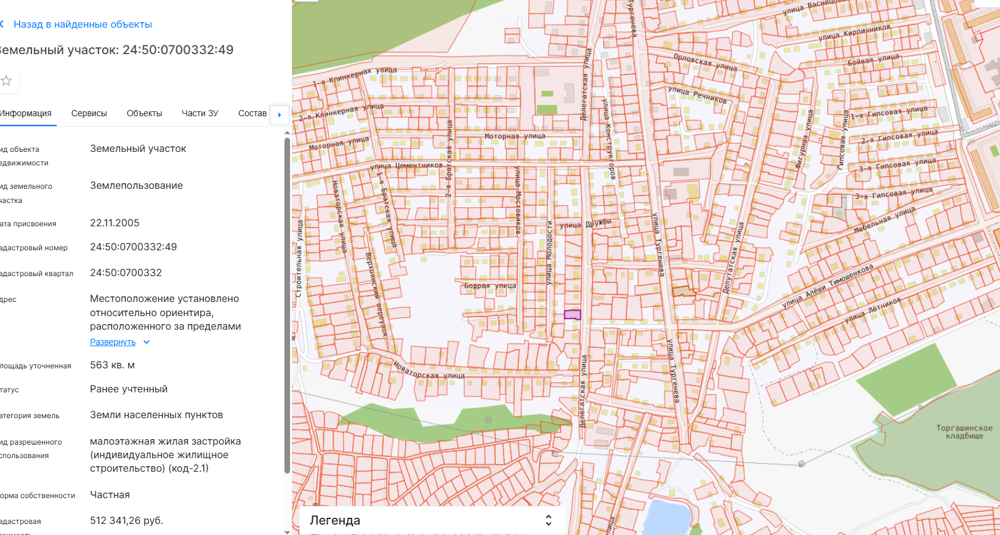 Назад в найденные объекты
Земельный участок: 24:50:0700332:49
Информация
Сервисы
Объекты
Части ЗУ
Состав
ид объекта
едвижимости
Земельный участок
ид земельного
частка
Землепользование
ата присвоения
22.11.2005
адастровый номер
24:50:0700332:49
адастровый квартал
24:50:0700332
дрес
Местоположение установлено
относительно ориентира,
расположенного за пределами
Развернуть
лощадь уточненная
563 кв. м
татус
Ранее учтенный
атегория земель
Земли населенных пунктов
ид разрешенного
спользования
малоэтажная жилая застройка
(индивидуальное жилищное
строительство) (код-2.1)
орма собственности
Частная
адастровая
512 341,26 руб.
Тургенева
улица Васнецова
улица Кирпичников
Бойкая улица
Орловская улица
улица Речников
1-я Клинкерная улица
2-я Клинкерная улица
Моторная улица
Моторная улица
Делегатская улица
улица Конструкторов
1-я Гипсовая улица
2-я Гипсовая улица
3-я Гипсовая улица
3-я Гипсовая улица
Гипсовая улица
Фигурная улица
улица Цементников
2-я Братская улица
1-я Братская улица
Новаторская улица
улица Мостовиков
улица Молодости
улица Дружбы
улица Тургенева
Депутатская улица
Мебельная улица
улица Алёши Тимошенкова
улица Лётчиков
Строительная улица
Верхоянский переулок
Бодрая улица
Новаторская улица
Делегатская улица
улица Тургенева
Торгашинское
кладбище
улица
Легенда